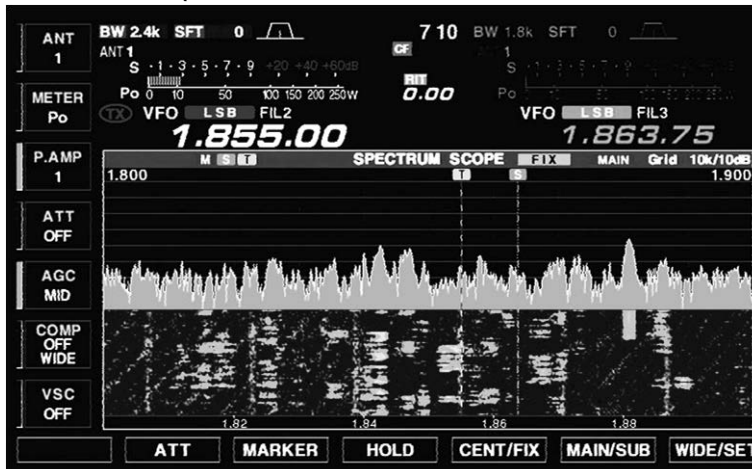 ANT
1
METER
Po
P.AMP
1
ATT
OFF
AGC
MID
COMP
OFF
WIDE
VSC
OFF
BW 2.4k SFT 0
ANT 1
S ·1·3·5·7·9 +20 +40 +60dB
Po 0 10 50 100 150 200 250W
TX VFO LSB FIL2
1.855.00
CF
7 10
RIT
0.00
BW 1.8k SFT 0
1
S
Po
VFO LSB FIL3
1.863.75
M S T SPECTRUM SCOPE FIX MAIN Grid 10k/10dB
1.800 T S 1.900
1.82 1.84 1.86 1.88
ATT MARKER HOLD CENT/FIX MAIN/SUB WIDE/SET